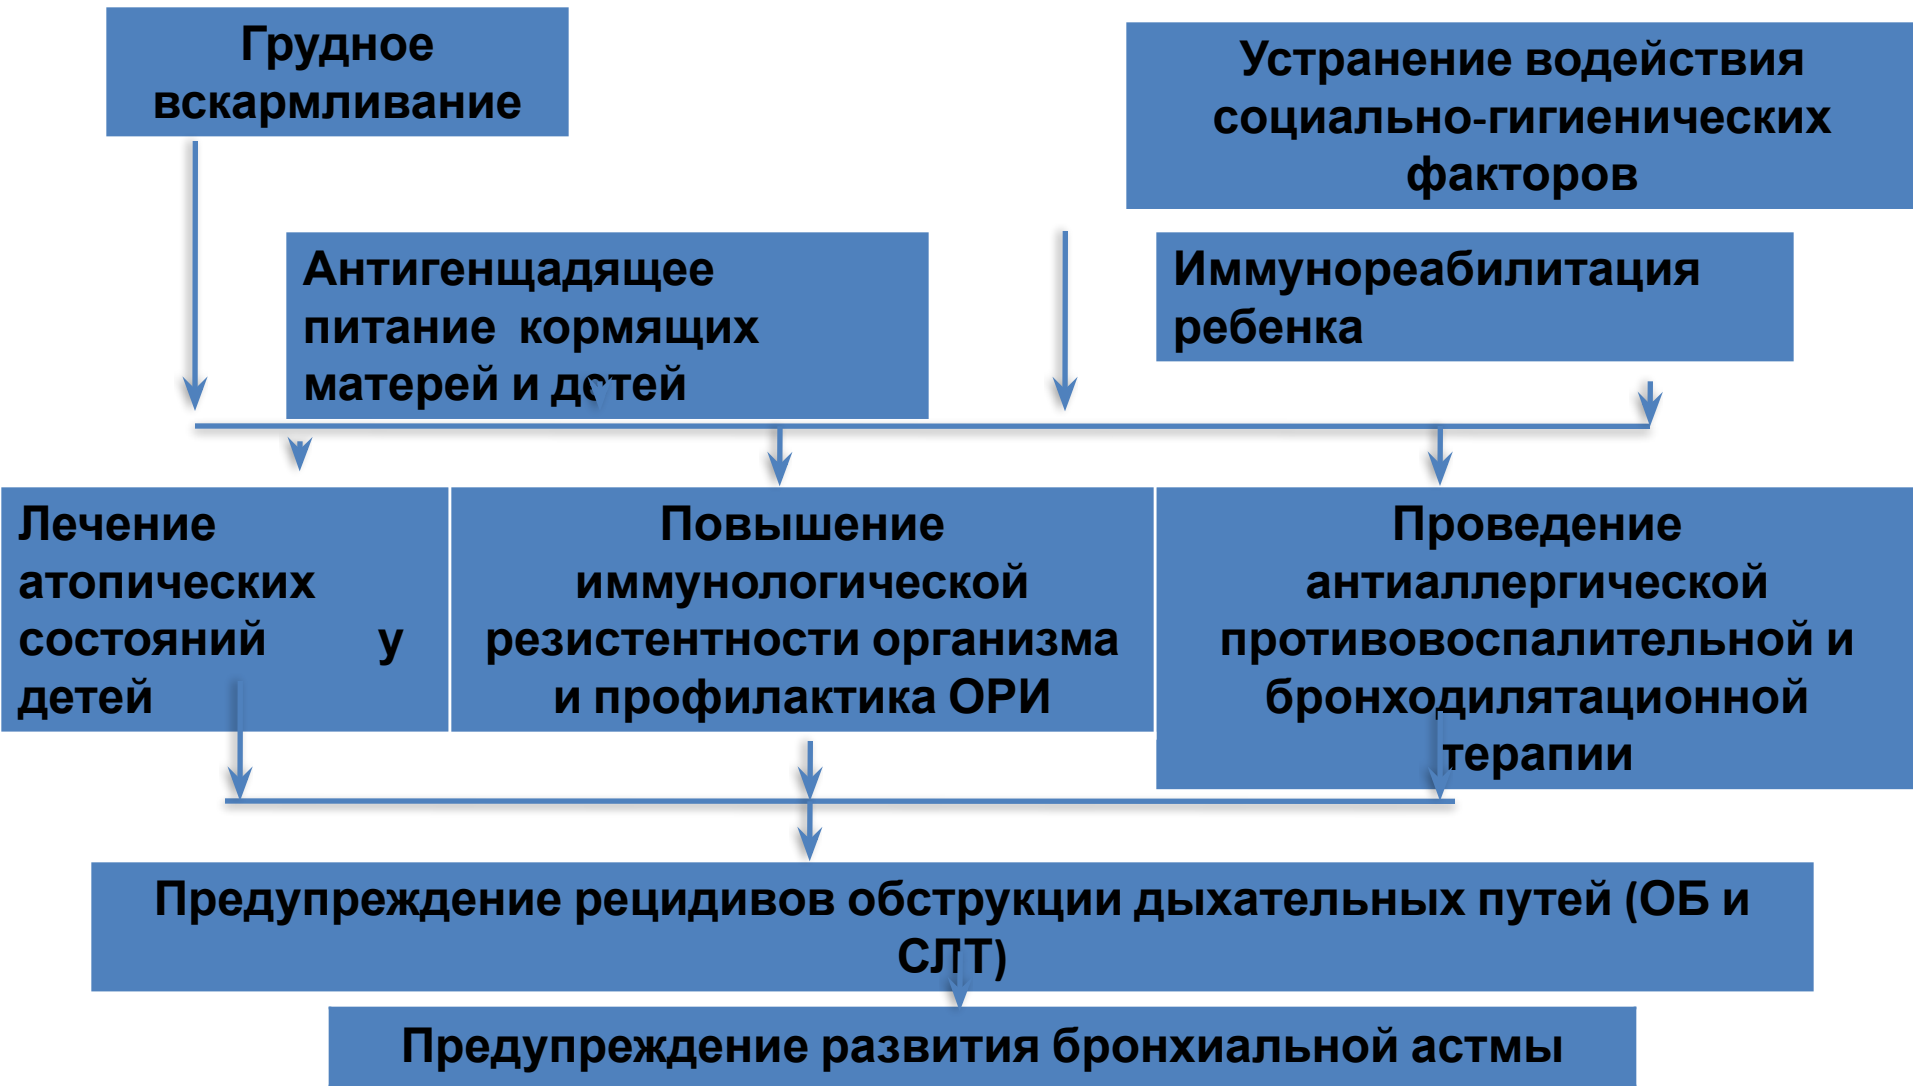 Грудное
вскармливание
Устранение водействия
социально-гигиенических
факторов
Антигенщадящее
питание кормящих
матерей и детей
Иммунореабилитация
ребенка
Лечение
атопических
состояний у
детей
Повышение
иммунологической
резистентности организма
и профилактика ОРИ
Проведение
антиаллергической
противовоспалительной и
бронходилятационной
терапии
Предупреждение рецидивов обструкции дыхательных путей (ОБ и
СЛТ)
Предупреждение развития бронхиальной астмы